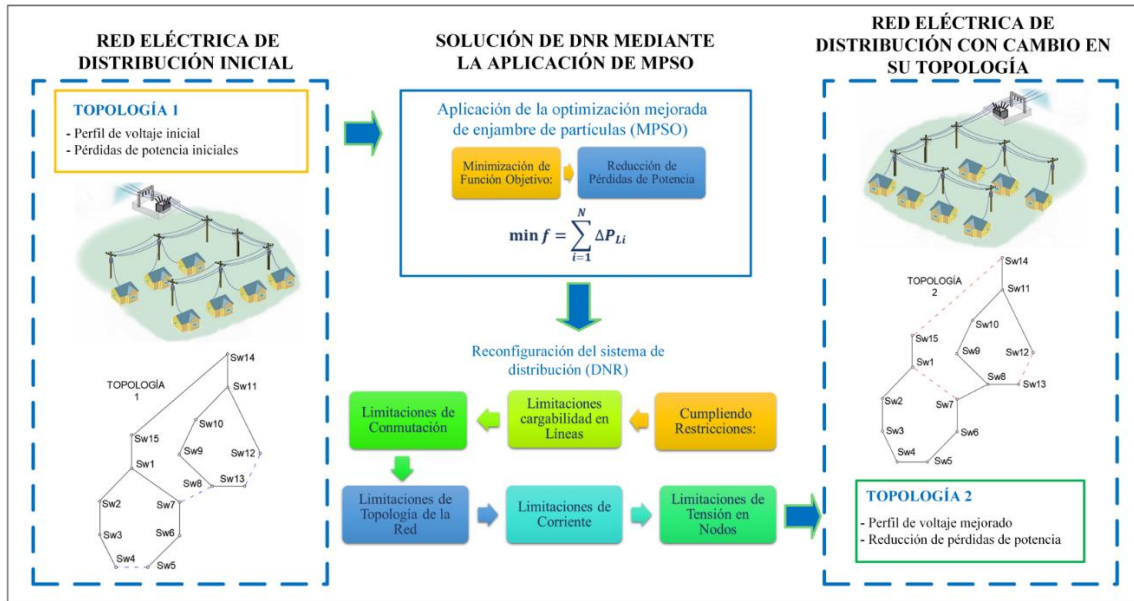 RED ELÉCTRICA DE
DISTRIBUCIÓN INICIAL
TOPOLOGÍA 1
- Perfil de voltaje inicial
- Pérdidas de potencia iniciales
TOPOLOGÍA
1
Sw14
Sw11
Sw10
Sw15
Sw9
Sw12
Sw1
Sw8
Sw13
Sw2
Sw7
Sw3
Sw6
Sw4
Sw5
SOLUCIÓN DE DNR MEDIANTE
LA APLICACIÓN DE MPSO
Aplicación de la optimización mejorada
de enjambre de partículas (MPSO)
Minimización de
Función Objetivo:
Reducción de
Pérdidas de Potencia
min f = N∑i=1 ΔP_Li
Reconfiguración del sistema de
distribución (DNR)
Cumpliendo
Restricciones:
Limitaciones
cargabilidad en
Líneas
Limitaciones de
Conmutación
Limitaciones de
Topología de la
Red
Limitaciones de
Corriente
Limitaciones de
Tensión en
Nodos
RED ELÉCTRICA DE
DISTRIBUCIÓN CON CAMBIO EN
SU TOPOLOGÍA
TOPOLOGÍA
2
Sw14
Sw11
Sw10
Sw15
Sw9
Sw12
Sw1
Sw8
Sw13
Sw2
Sw7
Sw3
Sw6
Sw4
Sw5
TOPOLOGÍA 2
- Perfil de voltaje mejorado
- Reducción de pérdidas de potencia